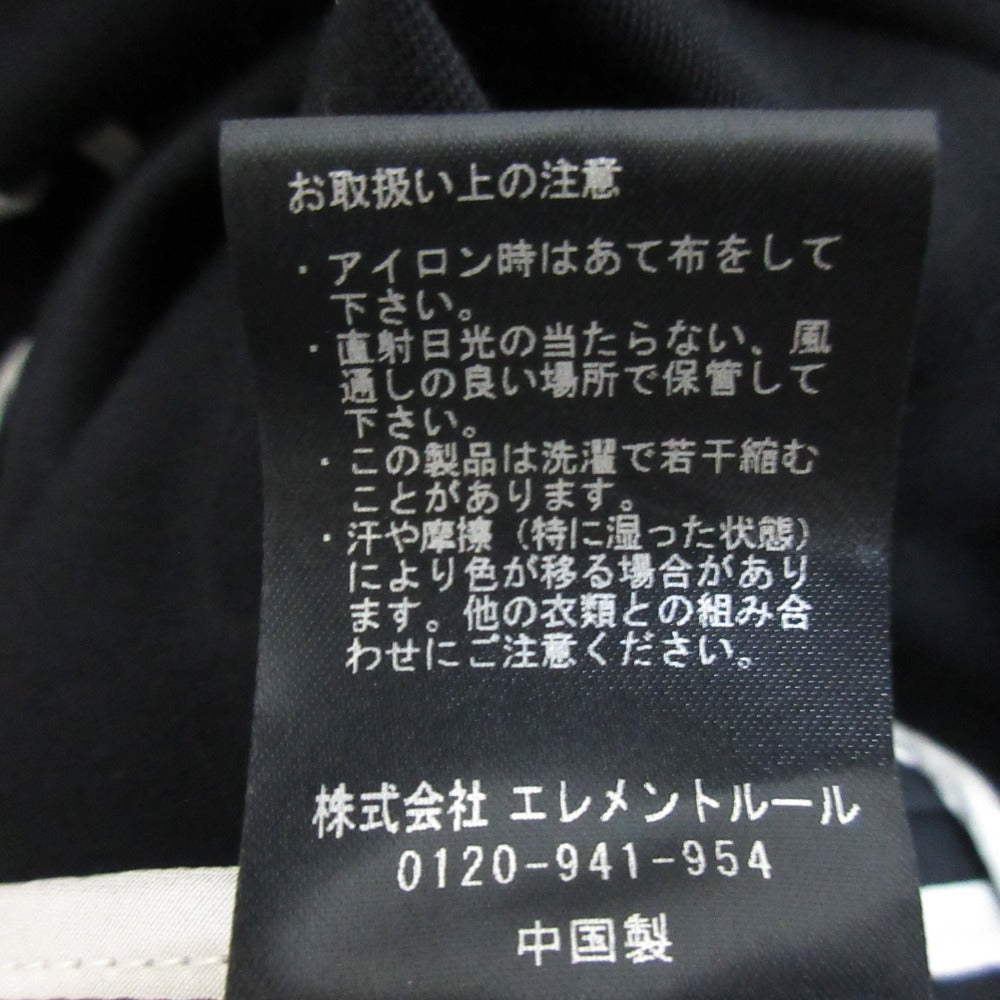 お取扱い上の注意
・アイロン時はあて布をして
下さい。
・直射日光の当たらない、風
通しの良い場所で保管して
下さい。
・この製品は洗濯で若干縮む
ことがあります。
・汗や摩擦（特に湿った状態）
により色が移る場合があり
ます。他の衣類との組み合
わせにご注意ください。
株式会社 エレメントルール
0120-941-954
中国製